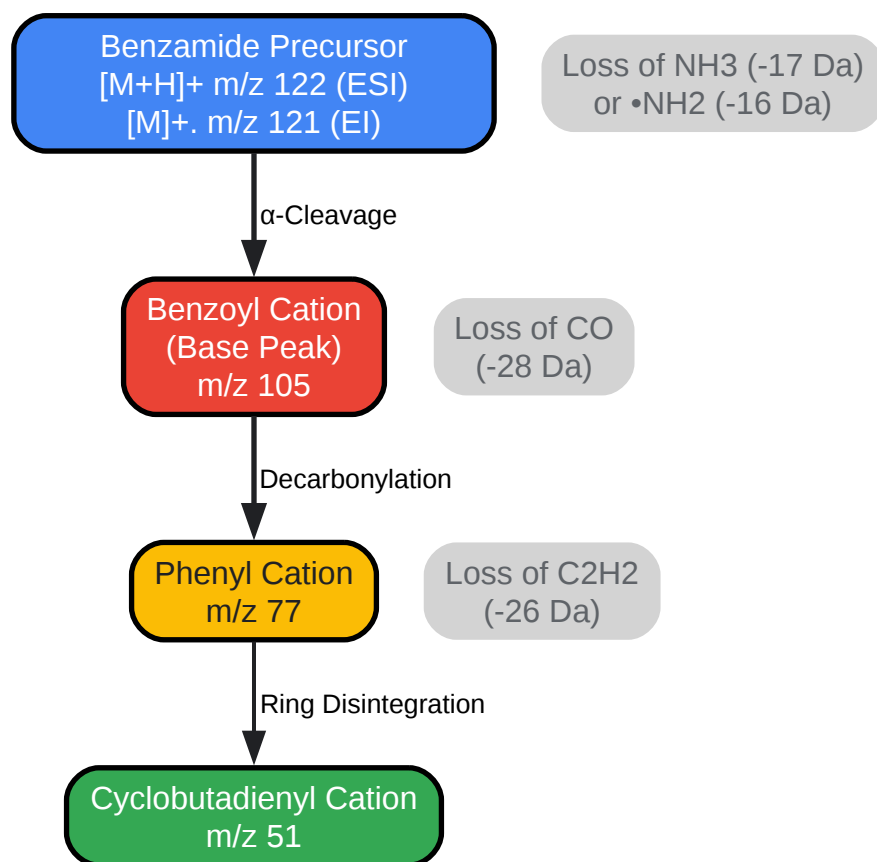 Benzamide Precursor
[M+H]+ m/z 122 (ESI)
[M]+. m/z 121 (EI)
Loss of NH3 (-17 Da)
or •NH2 (-16 Da)
α-Cleavage
Benzoyl Cation
(Base Peak)
m/z 105
Loss of CO
(-28 Da)
Decarbonylation
Phenyl Cation
m/z 77
Loss of C2H2
(-26 Da)
Ring Disintegration
Cyclobutadienyl Cation
m/z 51